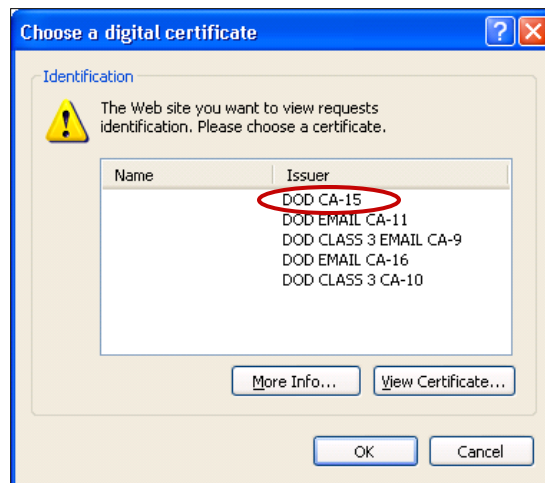 Choose a digital certificate
Identification
The Web site you want to view requests
identification. Please choose a certificate.
Name Issuer
DOD CA-15
DOD EMAIL CA-11
DOD CLASS 3 EMAIL CA-9
DOD EMAIL CA-16
DOD CLASS 3 CA-10
More Info... View Certificate...
OK Cancel